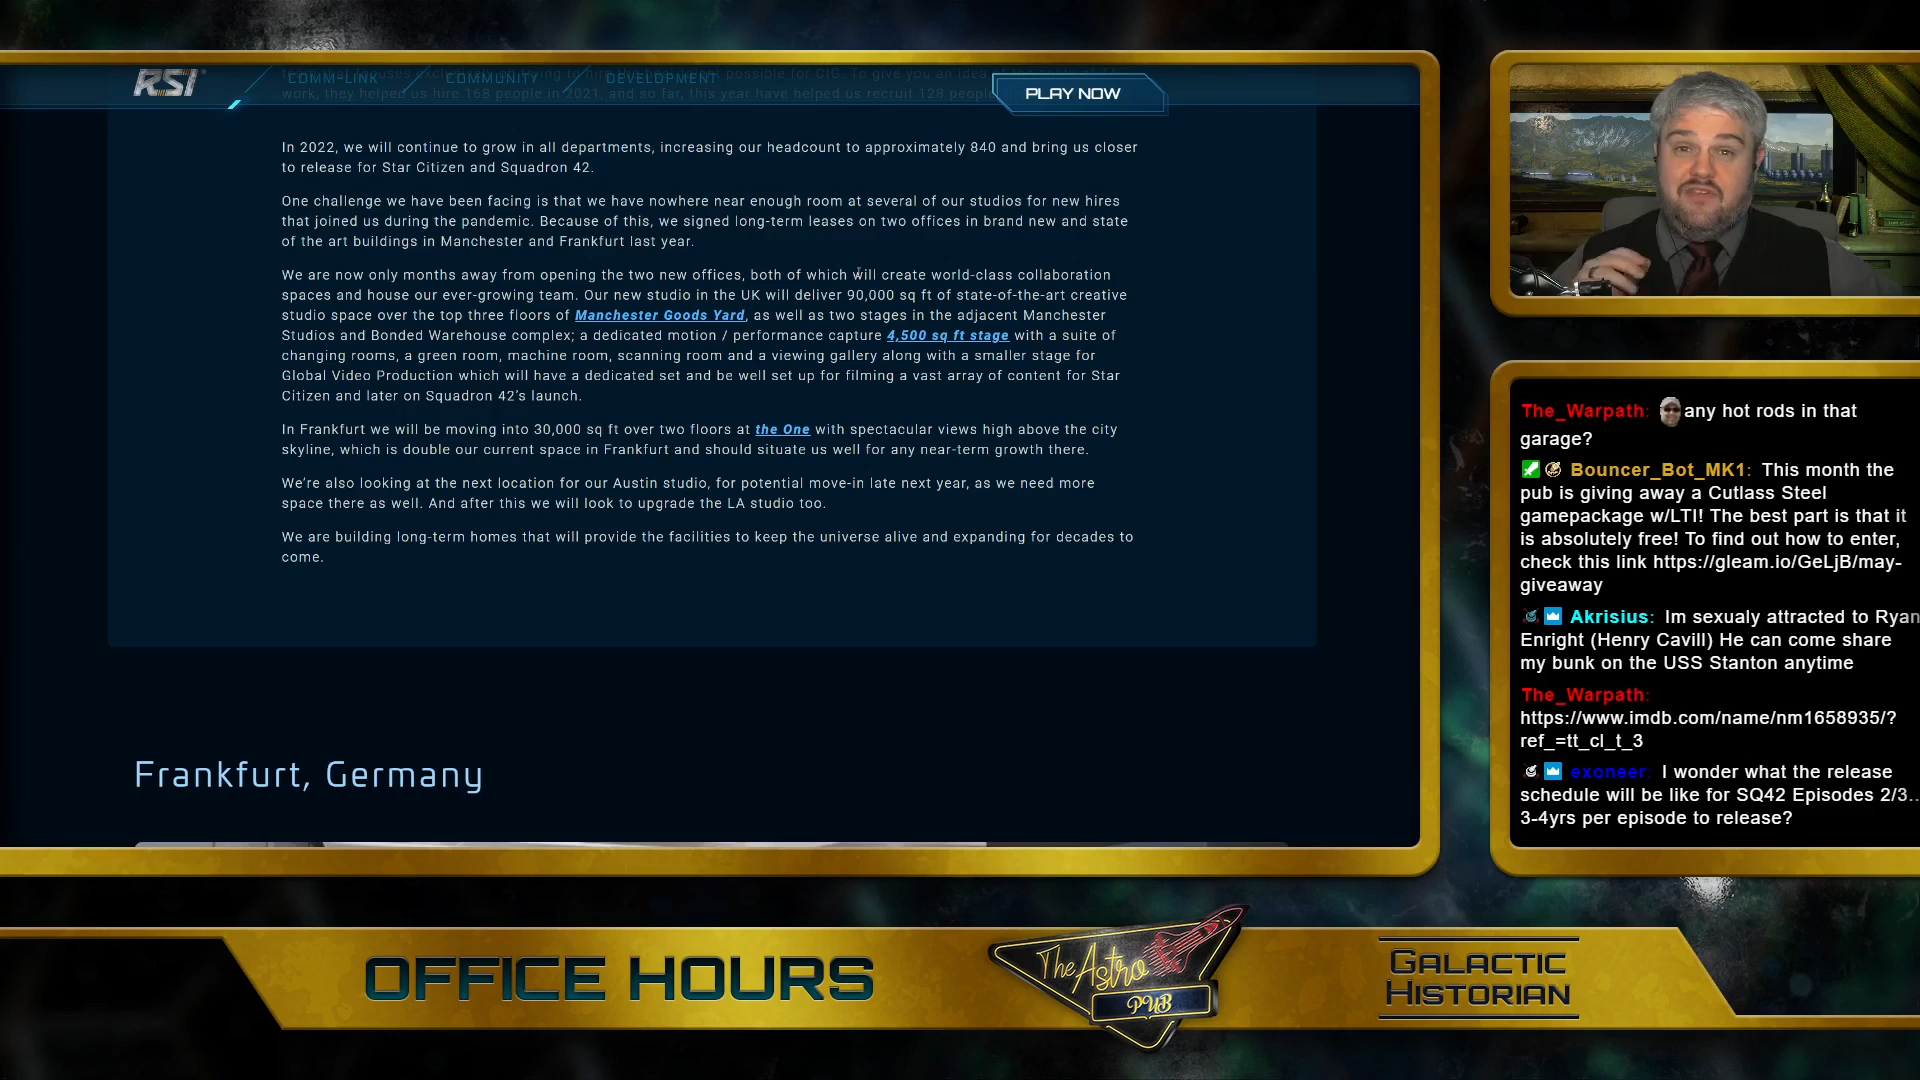 RSI
COMM-LINK
COMMUNITY
DEVELOPMENT
PLAY NOW
work, they helped us hire 168 people in 2021, and so far, this year have helped us recruit 128 people
In 2022, we will continue to grow in all departments, increasing our headcount to approximately 840 and bring us closer
to release for Star Citizen and Squadron 42.
One challenge we have been facing is that we have nowhere near enough room at several of our studios for new hires
that joined us during the pandemic. Because of this, we signed long-term leases on two offices in brand new and state
of the art buildings in Manchester and Frankfurt last year.
We are now only months away from opening the two new offices, both of which will create world-class collaboration
spaces and house our ever-growing team. Our new studio in the UK will deliver 90,000 sq ft of state-of-the-art creative
studio space over the top three floors of Manchester Goods Yard, as well as two stages in the adjacent Manchester
Studios and Bonded Warehouse complex; a dedicated motion / performance capture 4,500 sq ft stage with a suite of
changing rooms, a green room, machine room, scanning room and a viewing gallery along with a smaller stage for
Global Video Production which will have a dedicated set and be well set up for filming a vast array of content for Star
Citizen and later on Squadron 42's launch.
In Frankfurt we will be moving into 30,000 sq ft over two floors at the One with spectacular views high above the city
skyline, which is double our current space in Frankfurt and should situate us well for any near-term growth there.
We're also looking at the next location for our Austin studio, for potential move-in late next year, as we need more
space there as well. And after this we will look to upgrade the LA studio too.
We are building long-term homes that will provide the facilities to keep the universe alive and expanding for decades to
come.
Frankfurt, Germany
The_Warpath: any hot rods in that
garage?
Bouncer_Bot_MK1: This month the
pub is giving away a Cutlass Steel
gamepackage w/LTI! The best part is that it
is absolutely free! To find out how to enter,
check this link https://gleam.io/GeLjB/may-
giveaway
Akrisius: Im sexualy attracted to Ryan
Enright (Henry Cavill) He can come share
my bunk on the USS Stanton anytime
The_Warpath:
https://www.imdb.com/name/nm1658935/?
ref_=tt_cl_t_3
exoneer: I wonder what the release
schedule will be like for SQ42 Episodes 2/3..
3-4yrs per episode to release?
OFFICE HOURS
The Astro
PUB
GALACTIC
HISTORIAN